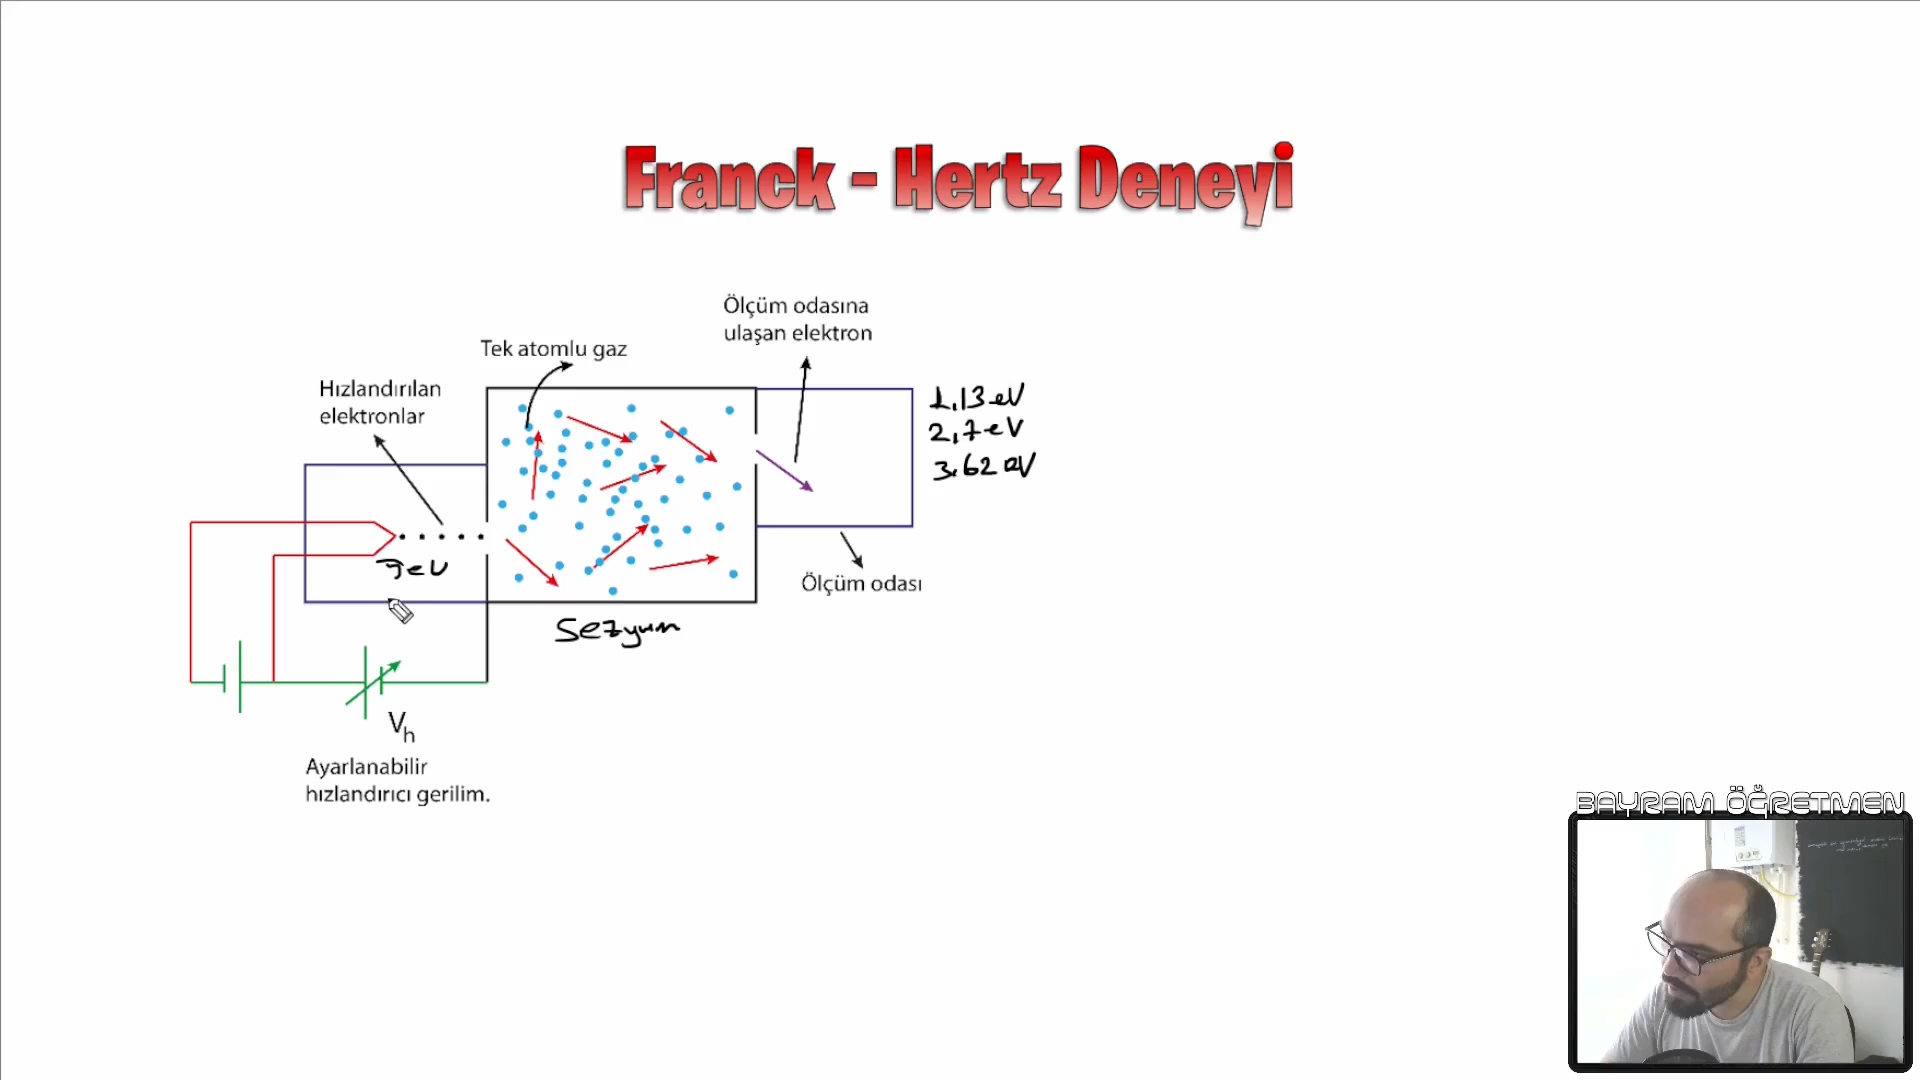 Franck - Hertz Deneyi
Ölçüm odasına
ulaşan elektron
Tek atomlu gaz
Hızlandırılan
elektronlar
1,13 eV
2,7 eV
3.62 eV
7 eV
Ölçüm odası
Sezyum
Vh
Ayarlanabilir
hızlandırıcı gerilim.
BAYRAM ÖĞRETMEN